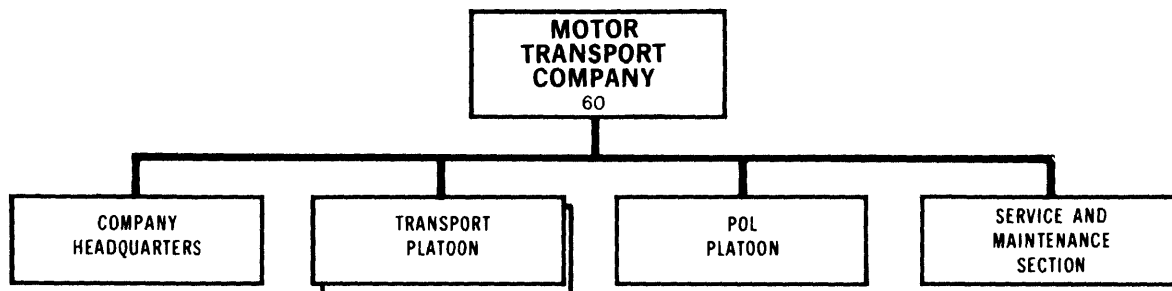 MOTOR
TRANSPORT
COMPANY
60
COMPANY
HEADQUARTERS
TRANSPORT
PLATOON
POL
PLATOON
SERVICE AND
MAINTENANCE
SECTION